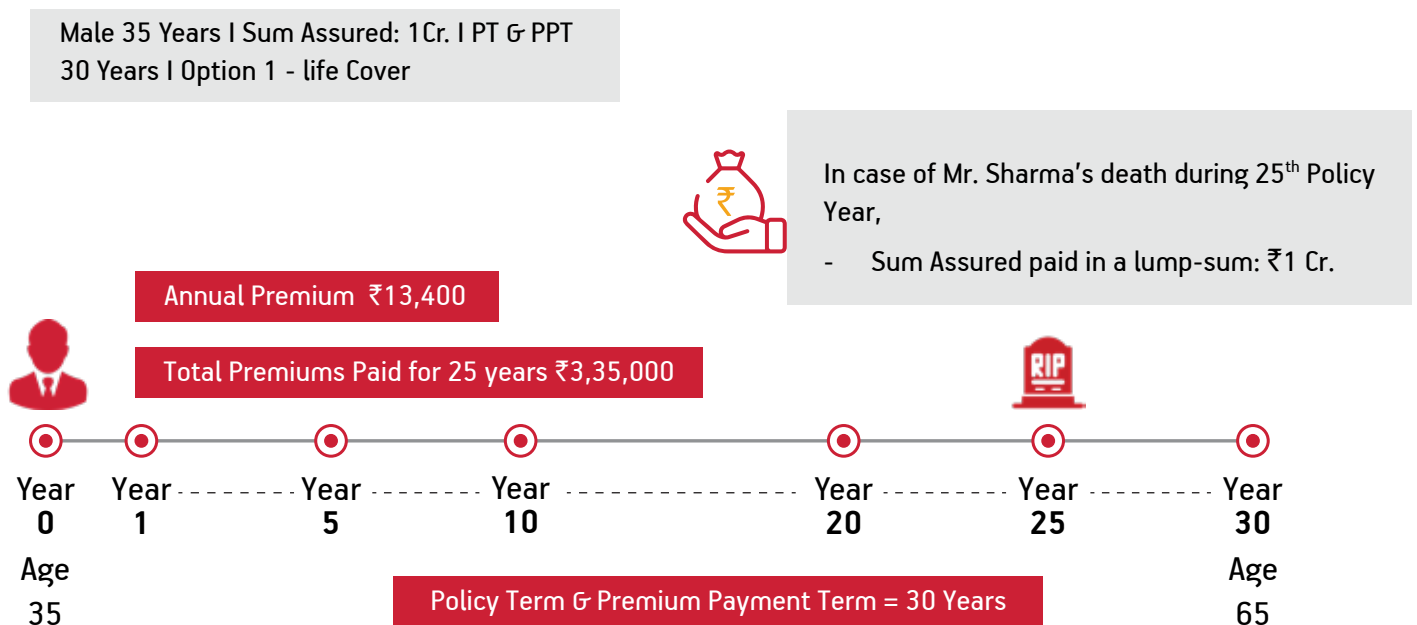 Male 35 Years I Sum Assured: 1Cr. I PT & PPT
30 Years I Option 1 - life Cover
In case of Mr. Sharma's death during 25th Policy
Year,
- Sum Assured paid in a lump-sum: ₹1 Cr.
₹
Annual Premium ₹13,400
Total Premiums Paid for 25 years ₹3,35,000
RIP
Year Year Year Year Year Year Year
0 1 5 10 20 25 30
Age Age
35 65
Policy Term & Premium Payment Term = 30 Years